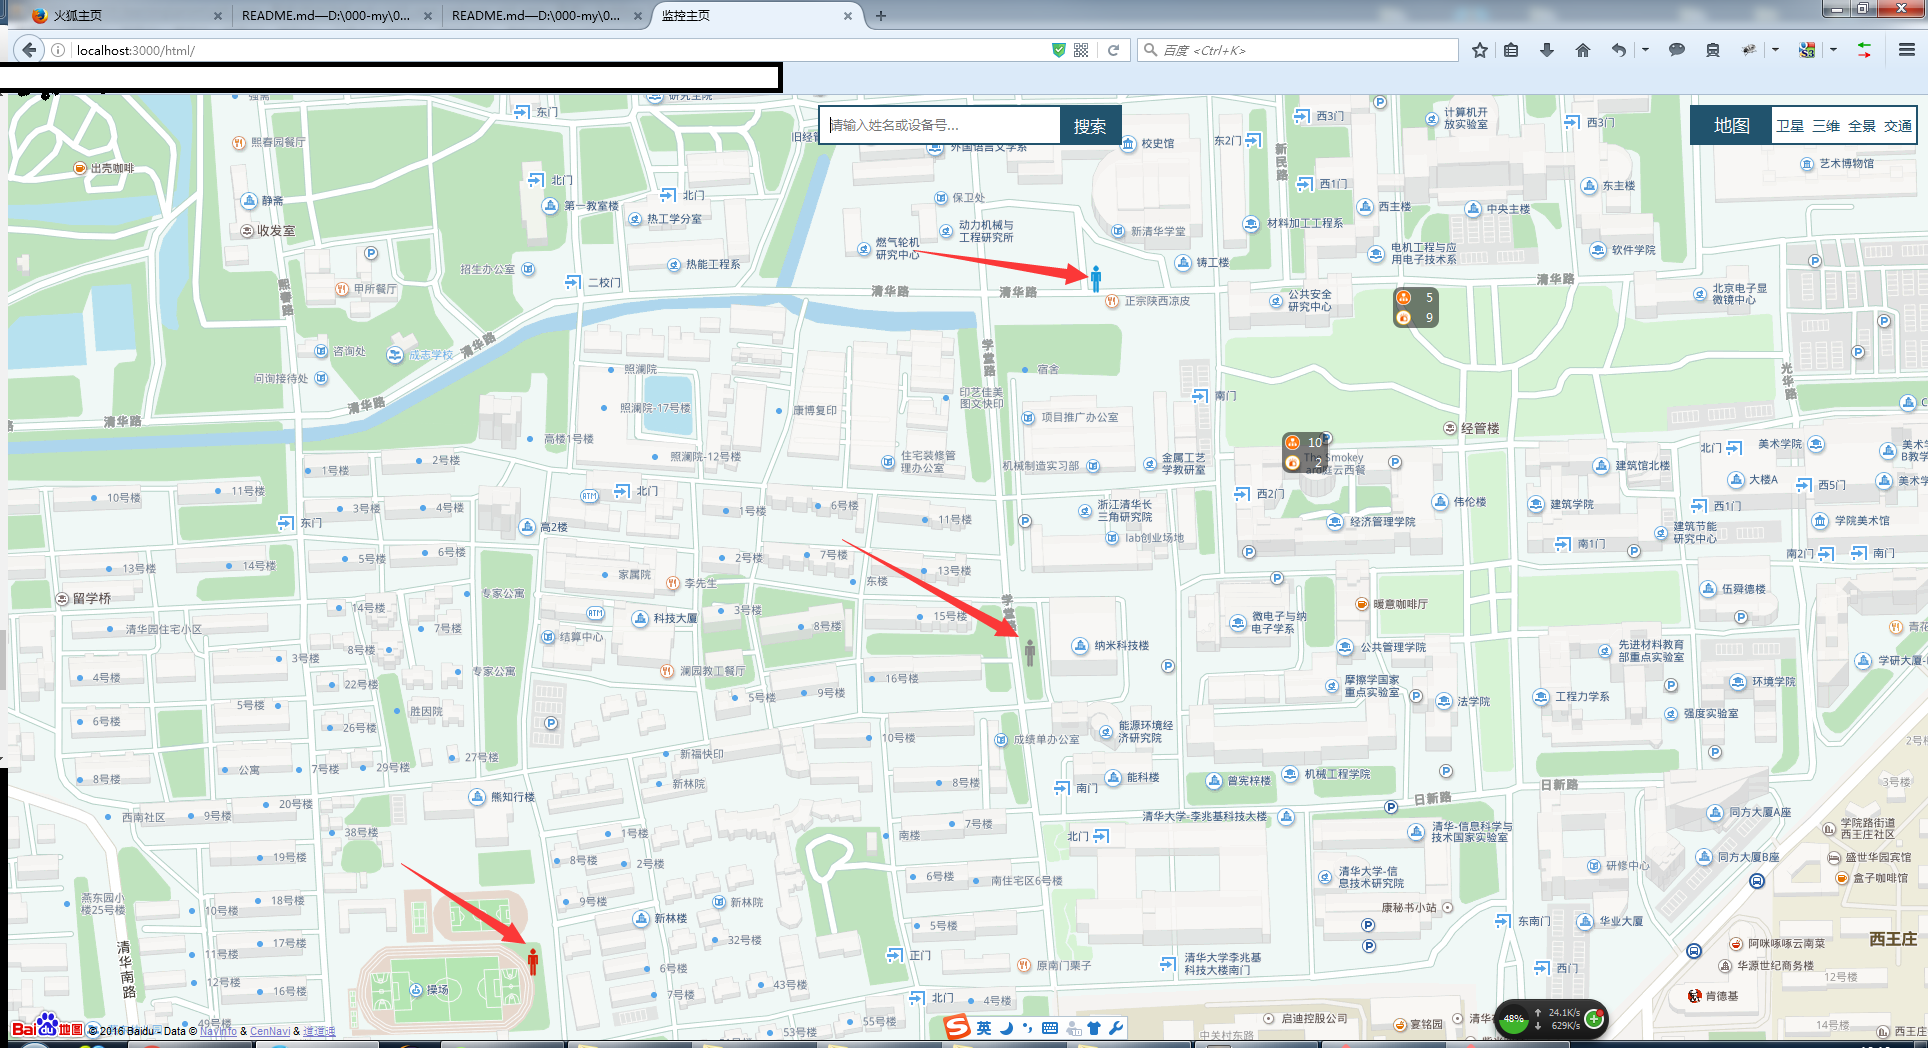 火狐主页
README.md—D:\000-my\0...
README.md—D:\000-my\0...
监控主页
localhost:3000/html/
百度 <Ctrl+K>
请输入姓名或设备号...
搜索
地图
卫星
三维
全景
交通
东门
熙春园餐厅
出壳咖啡
北门
静斋
第一教室楼
北门
热工学分室
收发室
热能工程系
招生办公室
二校门
甲所餐厅
熙春路
咨询处
成志学校
清华路
问询接待处
清华路
清华路
外国语言文学系
校史馆
保卫处
动力机械与
工程研究所
燃气轮机
研究中心
新清华学堂
铸工楼
清华路
清华路
正宗陕西凉皮
东2门
新民路
西3门
计算机开
放实验室
西3门
艺术博物馆
西1门
西主楼
中央主楼
东主楼
材料加工工程系
电机工程与应
用电子技术系
软件学院
清华路
公共安全
研究中心
北京电子显
微镜中心
5
9
光华路
照澜院
照澜院-17号楼
康博复印
学堂路
宿舍
印艺佳美
图文快印
项目推广办公室
南门
高楼1号楼
照澜院-12号楼
住宅装修管
理办公室
机械制造实习部
金属工艺
学教研室
10
2
The Smokey
经管楼
北门
美术学院
建筑馆北楼
大楼A
西5门
1号楼
2号楼
10号楼
11号楼
3号楼
4号楼
东门
高2楼
ATM
北门
1号楼
6号楼
11号楼
浙江清华长
三角研究院
lab创业场地
西2门
经济管理学院
伟伦楼
建筑学院
西1门
建筑节能
研究中心
学院美术馆
南1门
南2门
南门
5号楼
6号楼
13号楼
14号楼
家属院
李先生
2号楼
7号楼
13号楼
东楼
专家公寓
留学桥
14号楼
清华园住宅小区
7号楼
ATM
科技大厦
结算中心
3号楼
8号楼
15号楼
纳米科技楼
微电子与纳
电子学系
暖意咖啡厅
公共管理学院
伍舜德楼
先进材料教育
部重点实验室
环境学院
3号楼
8号楼
4号楼
22号楼
专家公寓
澜园教工餐厅
5号楼
9号楼
16号楼
摩擦学国家
重点实验室
法学院
工程力学系
强度实验室
5号楼
6号楼
胜因院
26号楼
新福快印
10号楼
成绩单办公室
能源环境经
济研究院
27号楼
公寓
7号楼
29号楼
8号楼
新林院
8号楼
南门
能科楼
曾宪梓楼
机械工程学院
日新路
日新路
3号楼
熊知行楼
20号楼
西南社区
9号楼
38号楼
1号楼
南楼
7号楼
北门
清华大学-李兆基科技大楼
清华-信息科学与
技术国家实验室
同方大厦A座
学院路街道
西王庄社区
19号楼
8号楼
2号楼
6号楼
南住宅区6号楼
清华大学-信
息技术研究院
研修中心
同方大厦B座
盛世华园宾馆
盒子咖啡馆
燕东园小
楼25号楼
18号楼
10号楼
9号楼
新林楼
新林院
5号楼
康秘书小站
东南门
华业大厦
17号楼
11号楼
清华南路
32号楼
正门
原南门栗子
清华大学李兆基
科技大楼南门
西门
阿咪啄啄云南菜
西王庄
华源世纪商务楼
12号楼
12号楼
16号楼
操场
6号楼
7号楼
43号楼
北门
4号楼
肯德基
49号楼
53号楼
55号楼
中关村东路
启迪控股公司
宴铭园
14号楼
西王庄
Bai du 地图
© 2016 Baidu - Data © NavInfo & CenNavi & 道道通
英
48%
24.1K/s
629K/s